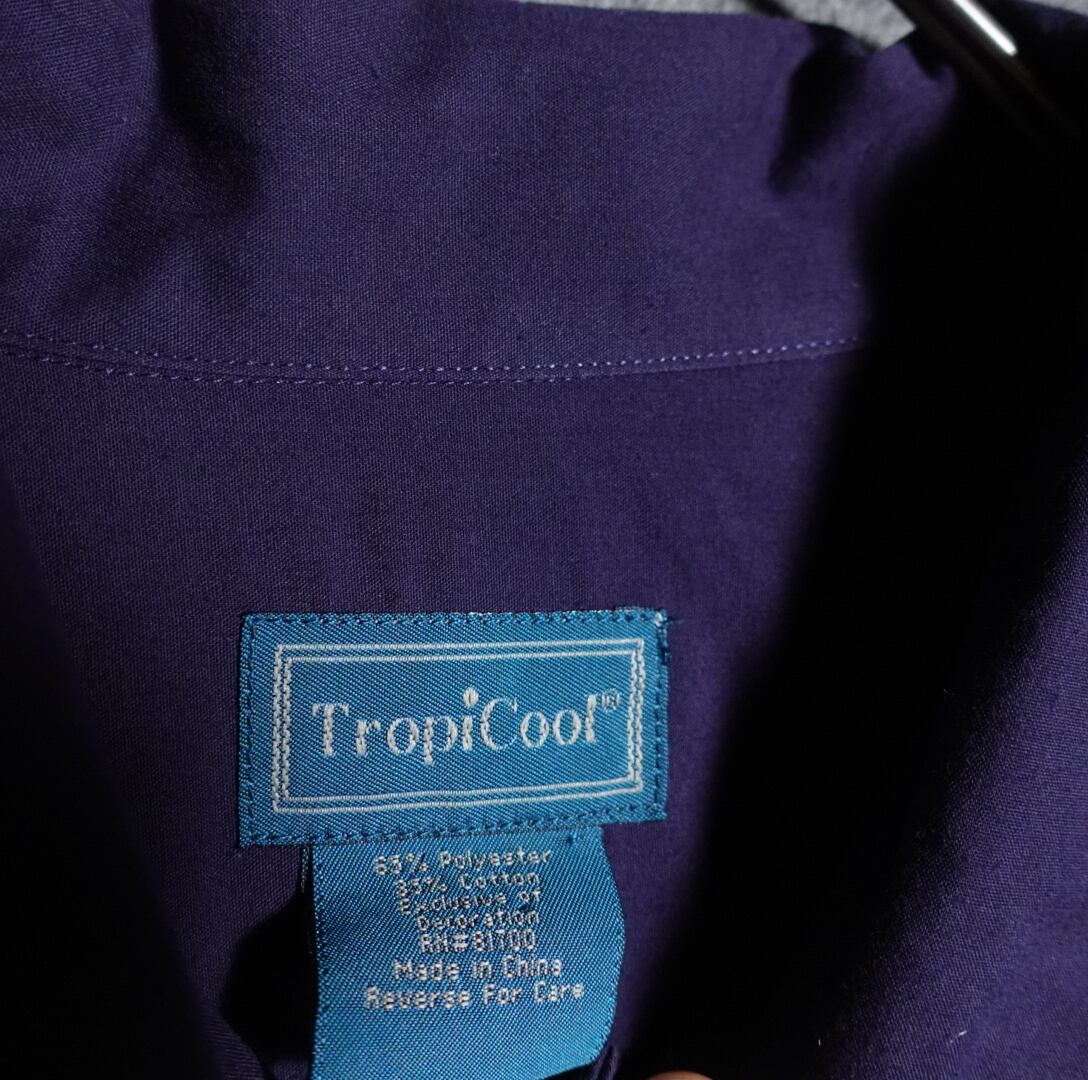 TropiCool®
65% Polyester
35% Cotton
Exclusive of
Decoration
RN#81700
Made in China
Reverse For Care